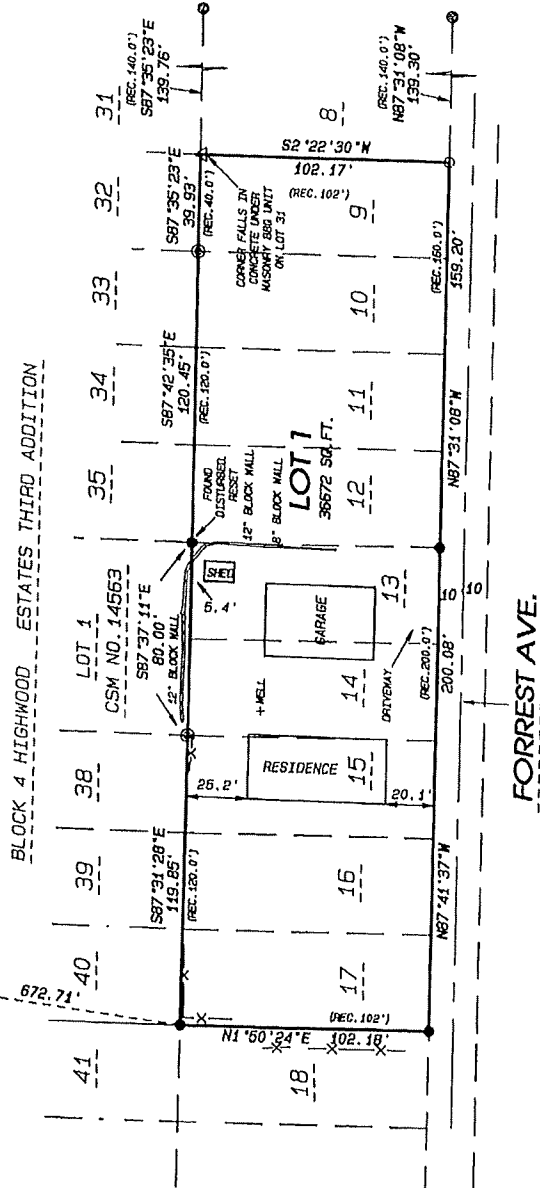 BLOCK 4 HIGHWOOD ESTATES THIRD ADDITION
41
40
39
38
LOT 1
CSM NO. 14563
35
34
33
32
31
672.71'
S87°31'28"E
119.85'
(REC. 120.0')
S87°37'11"E
80.00'
12" BLOCK WALL
FOUND
DISTURBED,
RESET
S87°42'35"E
120.45'
(REC. 120.0')
S87°35'23"E
39.93'
(REC. 40.0')
(REC. 140.0')
S87°35'23"E
139.76'
CORNER FALLS IN
CONCRETE UNDER
MASONRY BBQ UNIT
ON LOT 31
12" BLOCK WALL
8" BLOCK WALL
SHED
6.4'
LOT 1
36672 SQ.FT.
+WELL
GARAGE
RESIDENCE
25.2'
20.1'
DRIVEWAY
18
17
16
15
14
13
12
11
10
9
8
(REC. 102')
N1°50'24"E 102.18'
S2°22'30"W
102.17'
(REC. 102')
N87°41'37"W
(REC. 200.0')
200.08'
N87°31'08"W
(REC. 160.0')
159.20'
(REC. 140.0')
N87°31'08"W
139.30'
10
10
FORREST AVE.